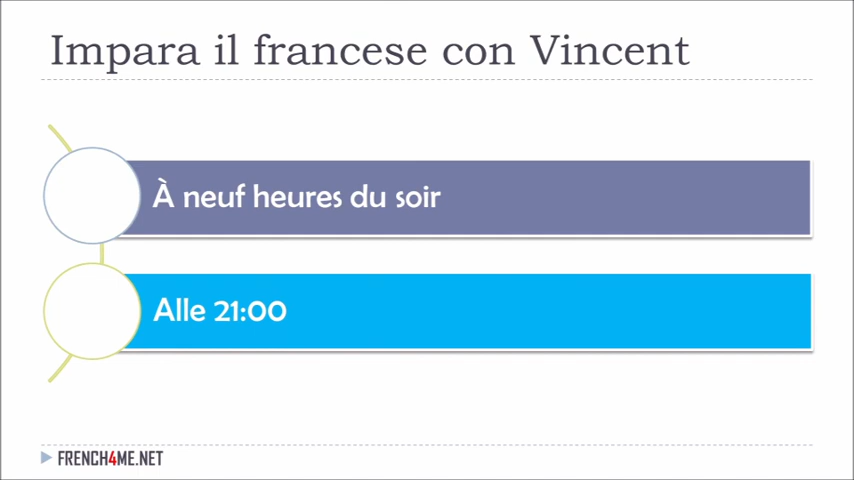 Impara il francese con Vincent
À neuf heures du soir
Alle 21:00
FRENCH4ME.NET